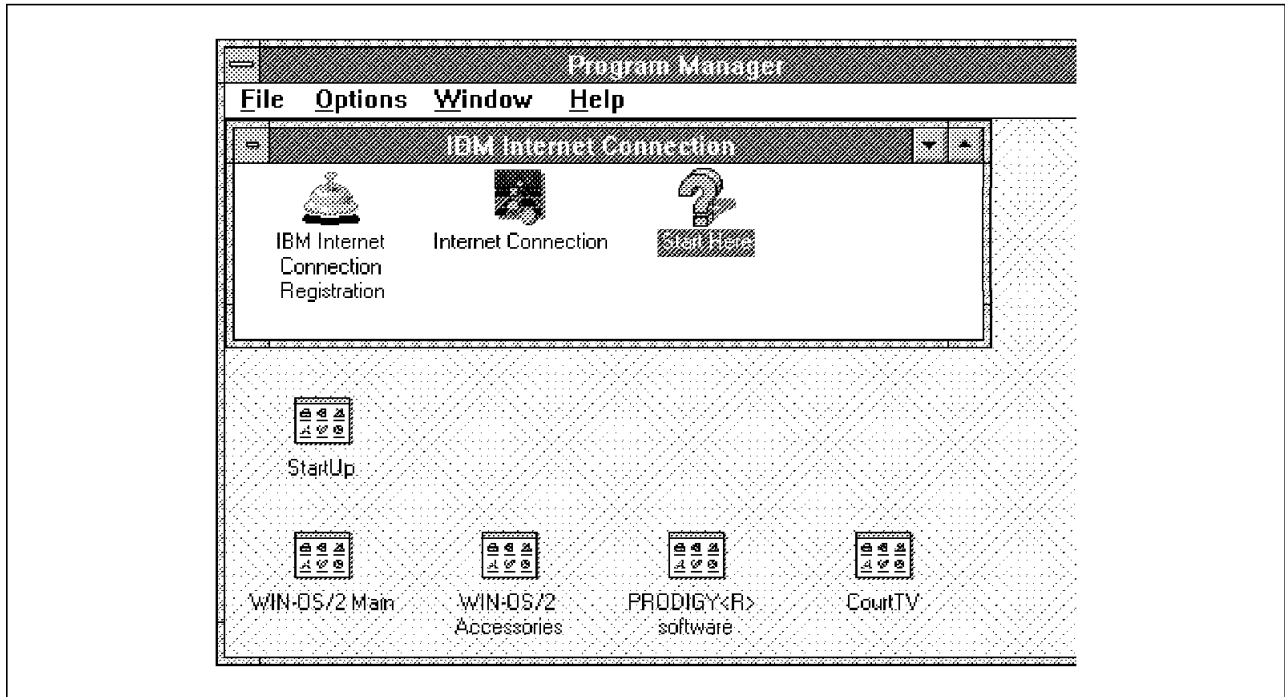 Program Manager
File Options Window Help
IBM Internet Connection
IBM Internet
Connection
Registration
Internet Connection
Start Here
StartUp
WIN-OS/2 Main
WIN-OS/2
Accessories
PRODIGY<R>
software
CourtTV